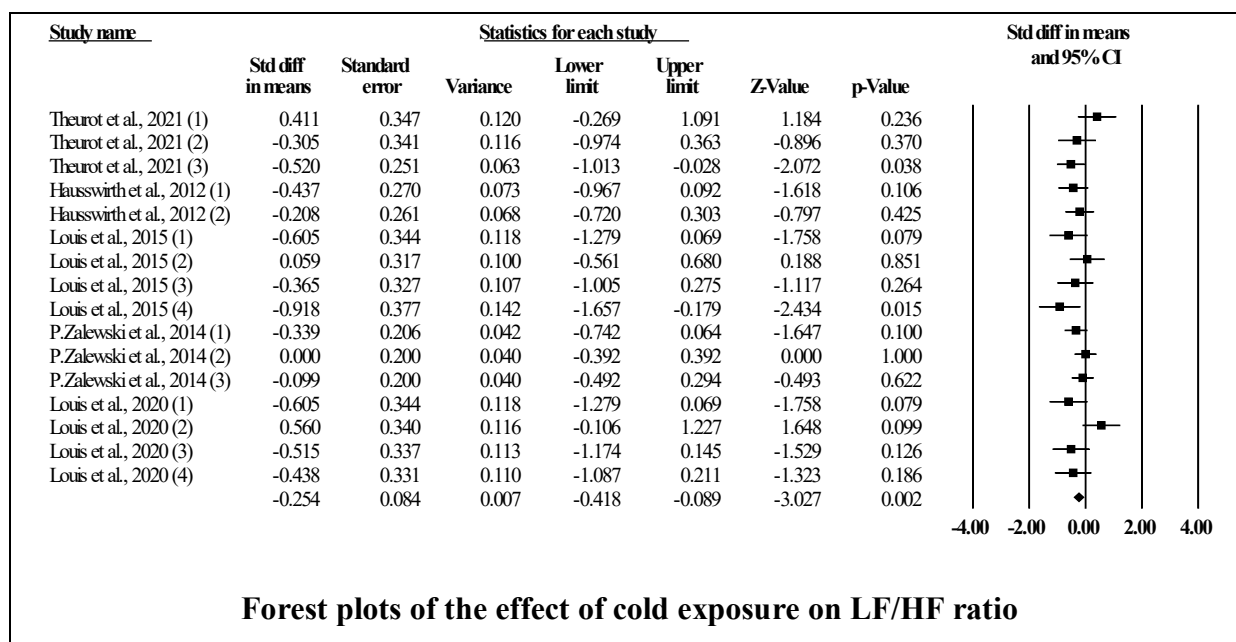 Study name Statistics for each study Std diff in means
and 95% CI
Std diff Standard Lower Upper
in means error Variance limit limit Z-Value p-Value
Theurot et al., 2021 (1) 0.411 0.347 0.120 -0.269 1.091 1.184 0.236
Theurot et al., 2021 (2) -0.305 0.341 0.116 -0.974 0.363 -0.896 0.370
Theurot et al., 2021 (3) -0.520 0.251 0.063 -1.013 -0.028 -2.072 0.038
Hausswirth et al., 2012 (1) -0.437 0.270 0.073 -0.967 0.092 -1.618 0.106
Hausswirth et al., 2012 (2) -0.208 0.261 0.068 -0.720 0.303 -0.797 0.425
Louis et al., 2015 (1) -0.605 0.344 0.118 -1.279 0.069 -1.758 0.079
Louis et al., 2015 (2) 0.059 0.317 0.100 -0.561 0.680 0.188 0.851
Louis et al., 2015 (3) -0.365 0.327 0.107 -1.005 0.275 -1.117 0.264
Louis et al., 2015 (4) -0.918 0.377 0.142 -1.657 -0.179 -2.434 0.015
P.Zalewski et al., 2014 (1) -0.339 0.206 0.042 -0.742 0.064 -1.647 0.100
P.Zalewski et al., 2014 (2) 0.000 0.200 0.040 -0.392 0.392 0.000 1.000
P.Zalewski et al., 2014 (3) -0.099 0.200 0.040 -0.492 0.294 -0.493 0.622
Louis et al., 2020 (1) -0.605 0.344 0.118 -1.279 0.069 -1.758 0.079
Louis et al., 2020 (2) 0.560 0.340 0.116 -0.106 1.227 1.648 0.099
Louis et al., 2020 (3) -0.515 0.337 0.113 -1.174 0.145 -1.529 0.126
Louis et al., 2020 (4) -0.438 0.331 0.110 -1.087 0.211 -1.323 0.186
-0.254 0.084 0.007 -0.418 -0.089 -3.027 0.002
-4.00 -2.00 0.00 2.00 4.00
Forest plots of the effect of cold exposure on LF/HF ratio